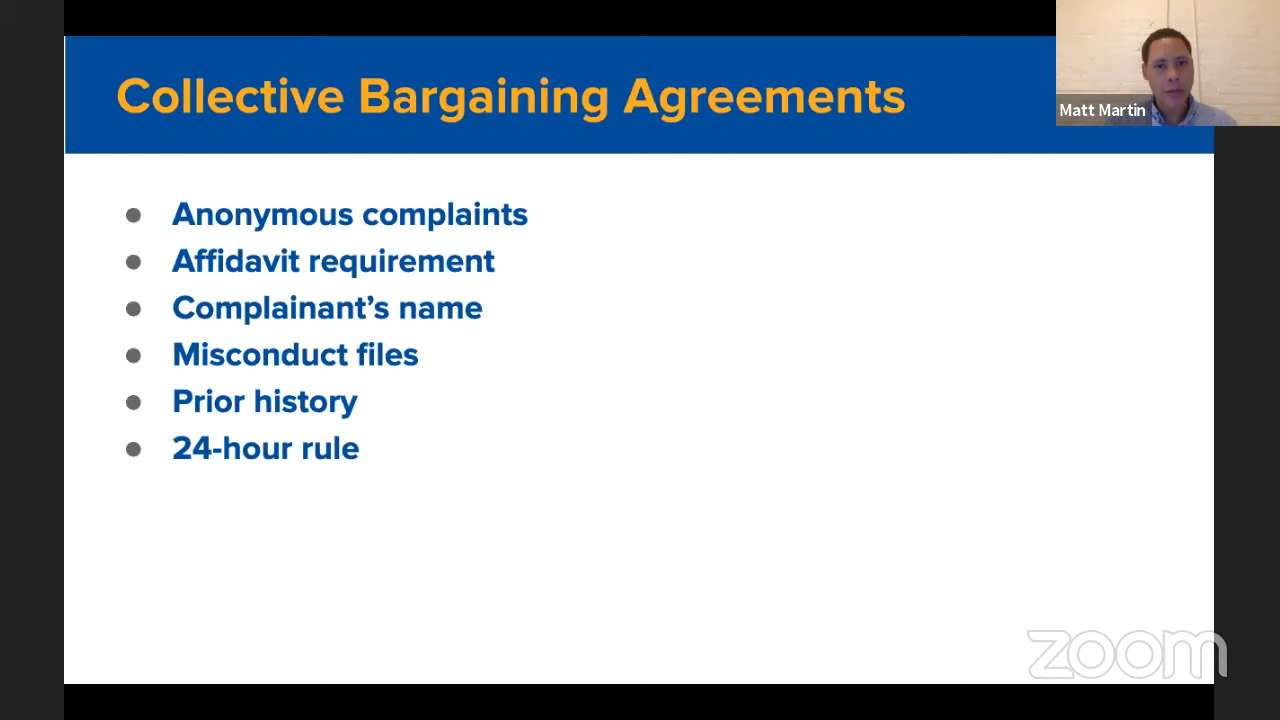 Collective Bargaining Agreements
Matt Martin
● Anonymous complaints
● Affidavit requirement
● Complainant’s name
● Misconduct files
● Prior history
● 24-hour rule
zoom